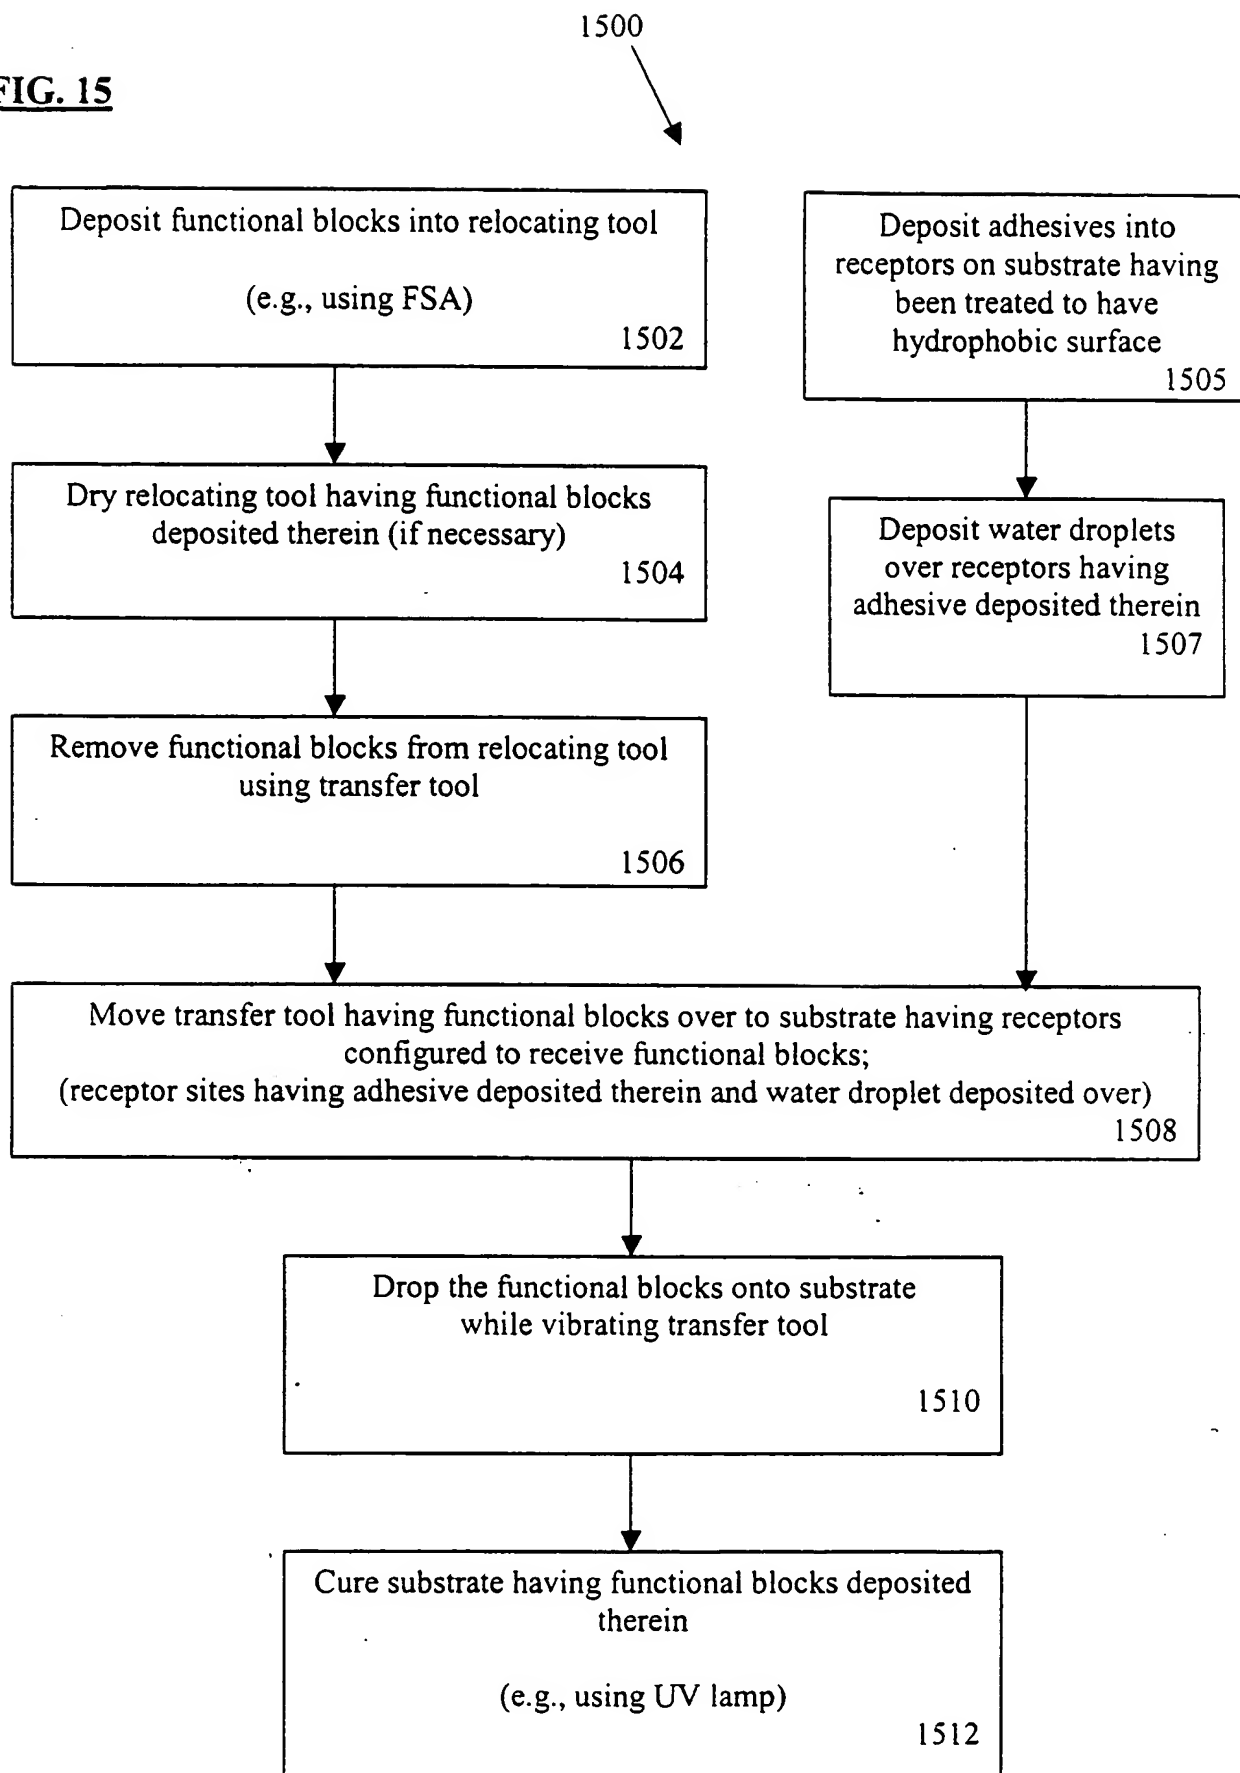 1500
FIG. 15
Deposit functional blocks into relocating tool
(e.g., using FSA)
1502
Deposit adhesives into
receptors on substrate having
been treated to have
hydrophobic surface
1505
Dry relocating tool having functional blocks
deposited therein (if necessary)
1504
Deposit water droplets
over receptors having
adhesive deposited therein
1507
Remove functional blocks from relocating tool
using transfer tool
1506
Move transfer tool having functional blocks over to substrate having receptors
configured to receive functional blocks;
(receptor sites having adhesive deposited therein and water droplet deposited over)
1508
Drop the functional blocks onto substrate
while vibrating transfer tool
1510
Cure substrate having functional blocks deposited
therein
(e.g., using UV lamp)
1512